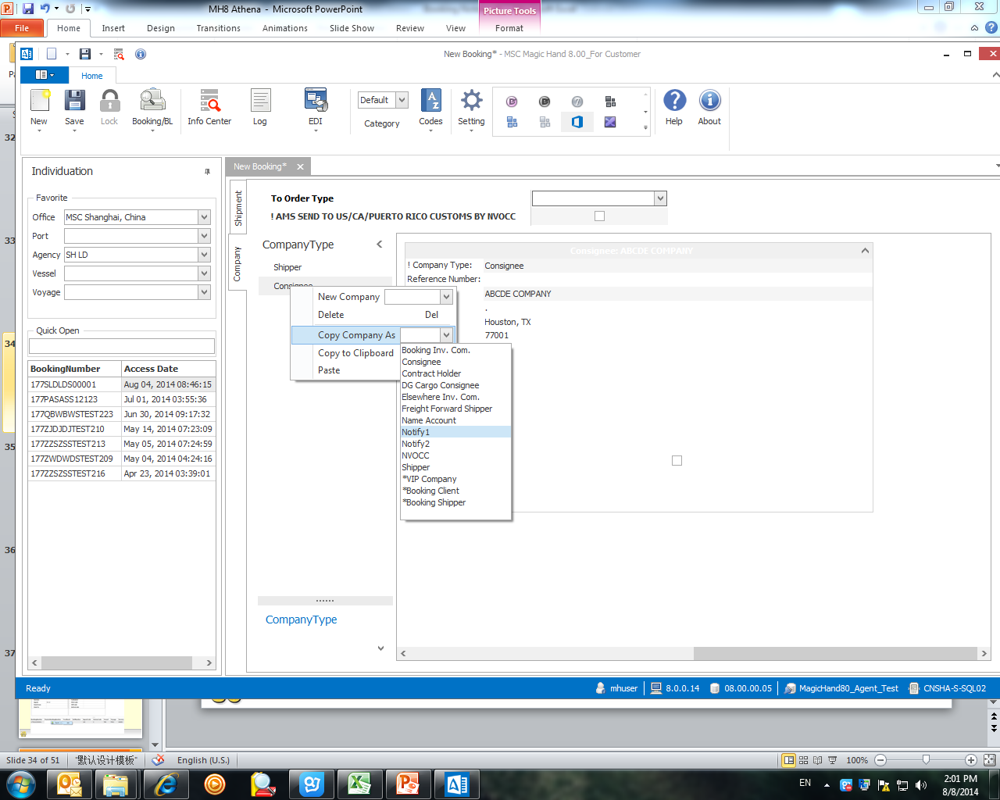 MH8 Athena - Microsoft PowerPoint
Picture Tools
File
Home
Insert
Design
Transitions
Animations
Slide Show
Review
View
Format
New Booking* - MSC Magic Hand 8.00_For Customer
Home
New
Save
Lock
Booking/BL
Info Center
Log
EDI
Default
Category
Codes
Setting
Help
About
Individuation
Favorite
Office
MSC Shanghai, China
Port
Agency
SH LD
Vessel
Voyage
Quick Open
BookingNumber
Access Date
177SLDLDS00001
Aug 04, 2014 08:46:15
177PASASS12123
Jul 01, 2014 03:55:36
177QBWBWSTEST223
Jun 30, 2014 09:17:32
177ZJDJDJTEST210
May 14, 2014 07:23:09
177ZZSZSSTEST213
May 05, 2014 07:24:59
177ZWDWDSTEST209
May 04, 2014 04:24:16
177ZZSZSSTEST216
Apr 23, 2014 03:39:01
New Booking*
Shipment
Company
To Order Type
! AMS SEND TO US/CA/PUERTO RICO CUSTOMS BY NVOCC
CompanyType
Shipper
Consignee
Consignee: ABCDE COMPANY
! Company Type:
Consignee
Reference Number:
ABCDE COMPANY
.
Houston, TX
77001
New Company
Delete
Del
Copy Company As
Copy to Clipboard
Paste
Booking Inv. Com.
Consignee
Contract Holder
DG Cargo Consignee
Elsewhere Inv. Com.
Freight Forward Shipper
Name Account
Notify1
Notify2
NVOCC
Shipper
*VIP Company
*Booking Client
*Booking Shipper
CompanyType
32
33
34
35
36
37
Ready
mhuser
8.0.0.14
08.00.00.05
MagicHand80_Agent_Test
CNSHA-S-SQL02
Slide 34 of 51
"默认设计模板"
English (U.S.)
100%
EN
2:01 PM
8/8/2014